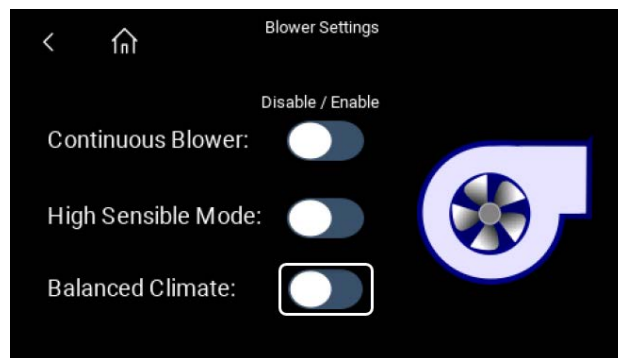 Blower Settings
Disable / Enable
Continuous Blower:
High Sensible Mode:
Balanced Climate: